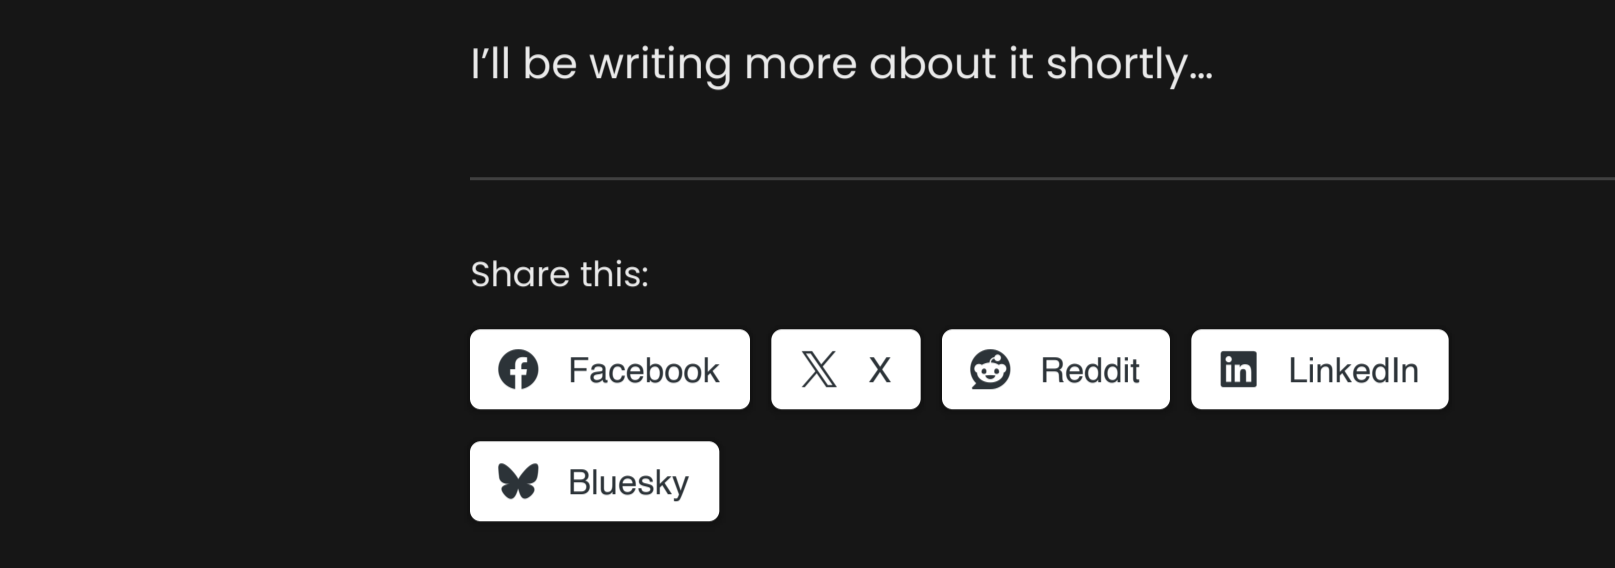 I’ll be writing more about it shortly…
Share this:
Facebook X Reddit LinkedIn
Bluesky